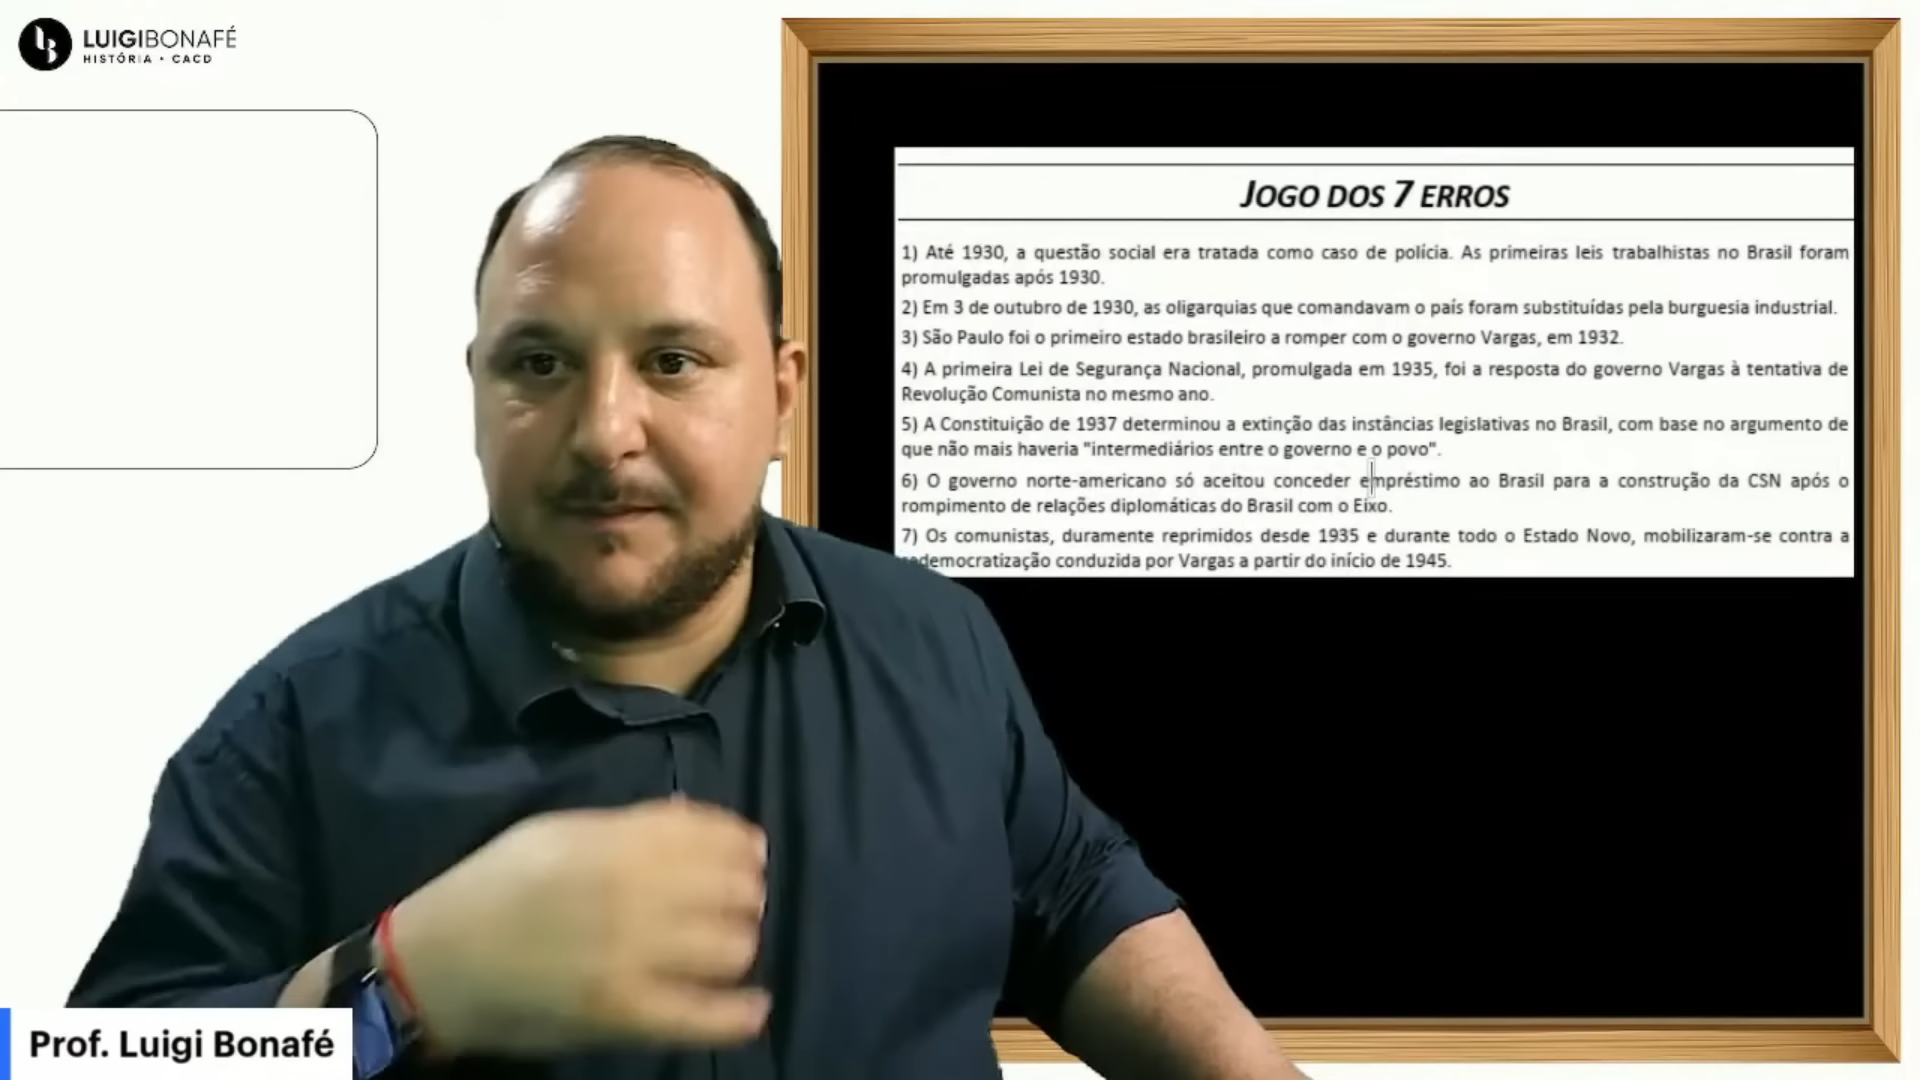 LUIGIBONAFÉ
HISTÓRIA • CACD
JOGO DOS 7 ERROS
1) Até 1930, a questão social era tratada como caso de polícia. As primeiras leis trabalhistas no Brasil foram
promulgadas após 1930.
2) Em 3 de outubro de 1930, as oligarquias que comandavam o país foram substituídas pela burguesia industrial.
3) São Paulo foi o primeiro estado brasileiro a romper com o governo Vargas, em 1932.
4) A primeira Lei de Segurança Nacional, promulgada em 1935, foi a resposta do governo Vargas à tentativa de
Revolução Comunista no mesmo ano.
5) A Constituição de 1937 determinou a extinção das instâncias legislativas no Brasil, com base no argumento de
que não mais haveria "intermediários entre o governo e o povo".
6) O governo norte-americano só aceitou conceder empréstimo ao Brasil para a construção da CSN após o
rompimento de relações diplomáticas do Brasil com o Eixo.
7) Os comunistas, duramente reprimidos desde 1935 e durante todo o Estado Novo, mobilizaram-se contra a
redemocratização conduzida por Vargas a partir do início de 1945.
Prof. Luigi Bonafé